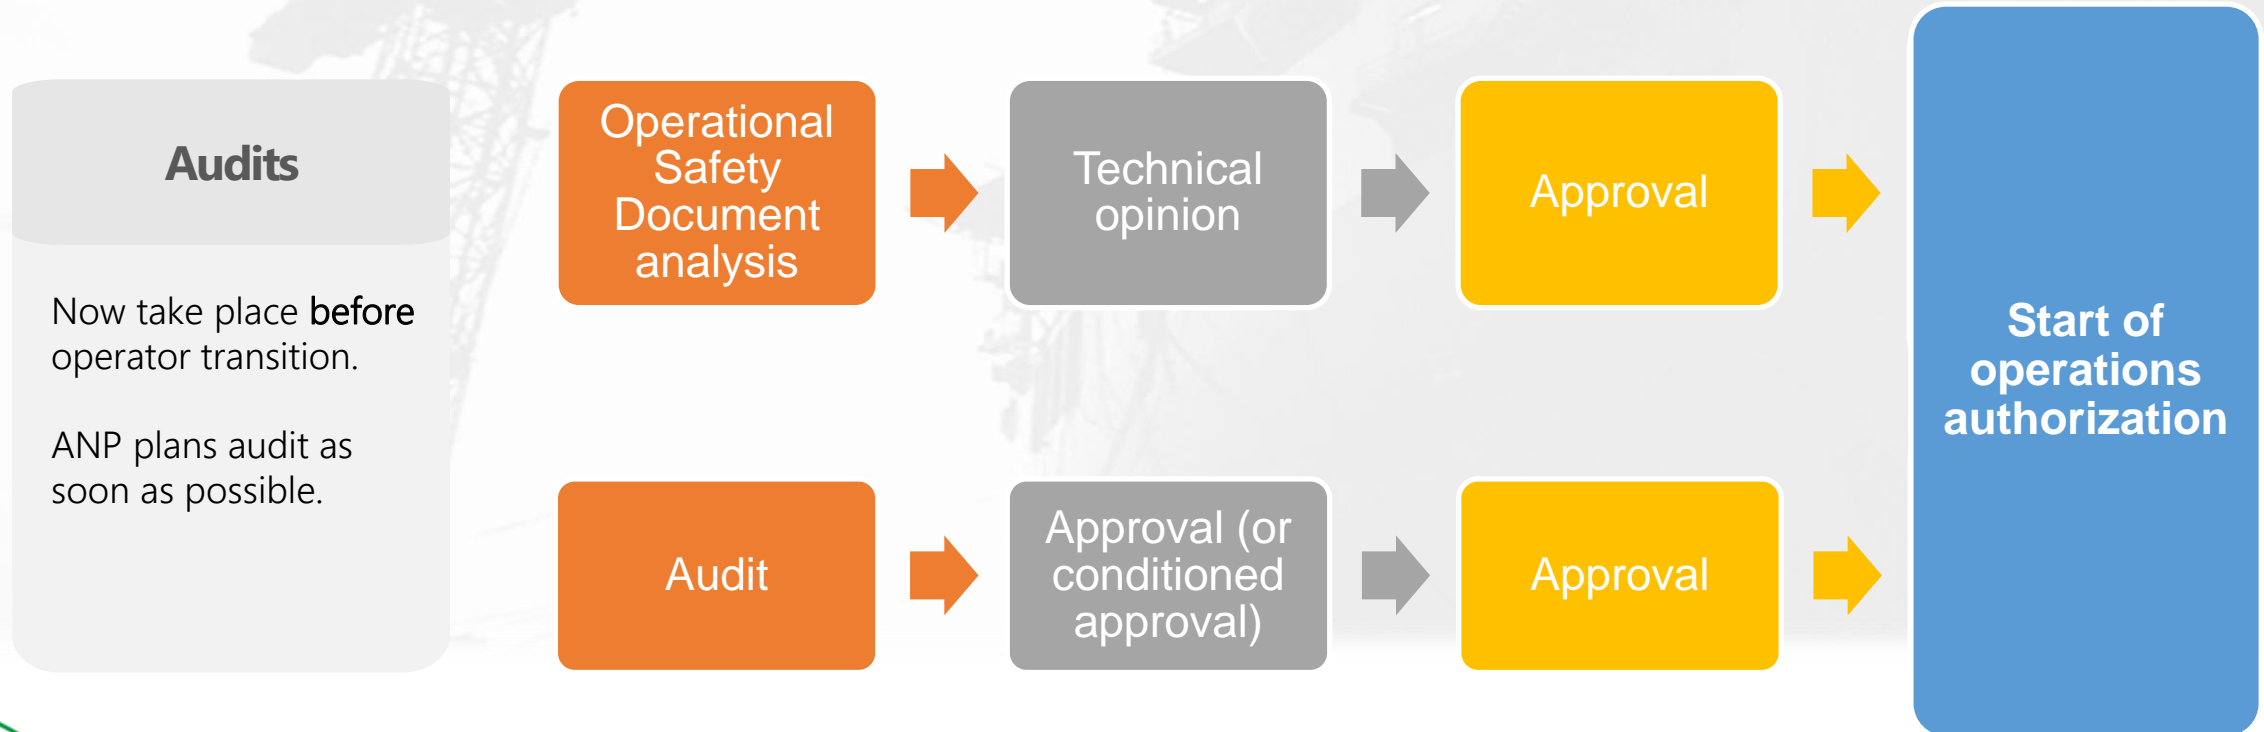 Audits
Now take place before
operator transition.
ANP plans audit as
soon as possible.
Operational
Safety
Document
analysis
Technical
opinion
Approval
Audit
Approval (or
conditioned
approval)
Approval
Start of
operations
authorization